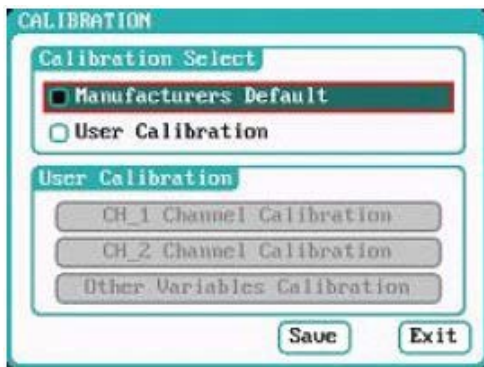 CALIBRATION
Calibration Select
Manufacturers Default
User Calibration
User Calibration
CH_1 Channel Calibration
CH_2 Channel Calibration
Other Variables Calibration
Save Exit